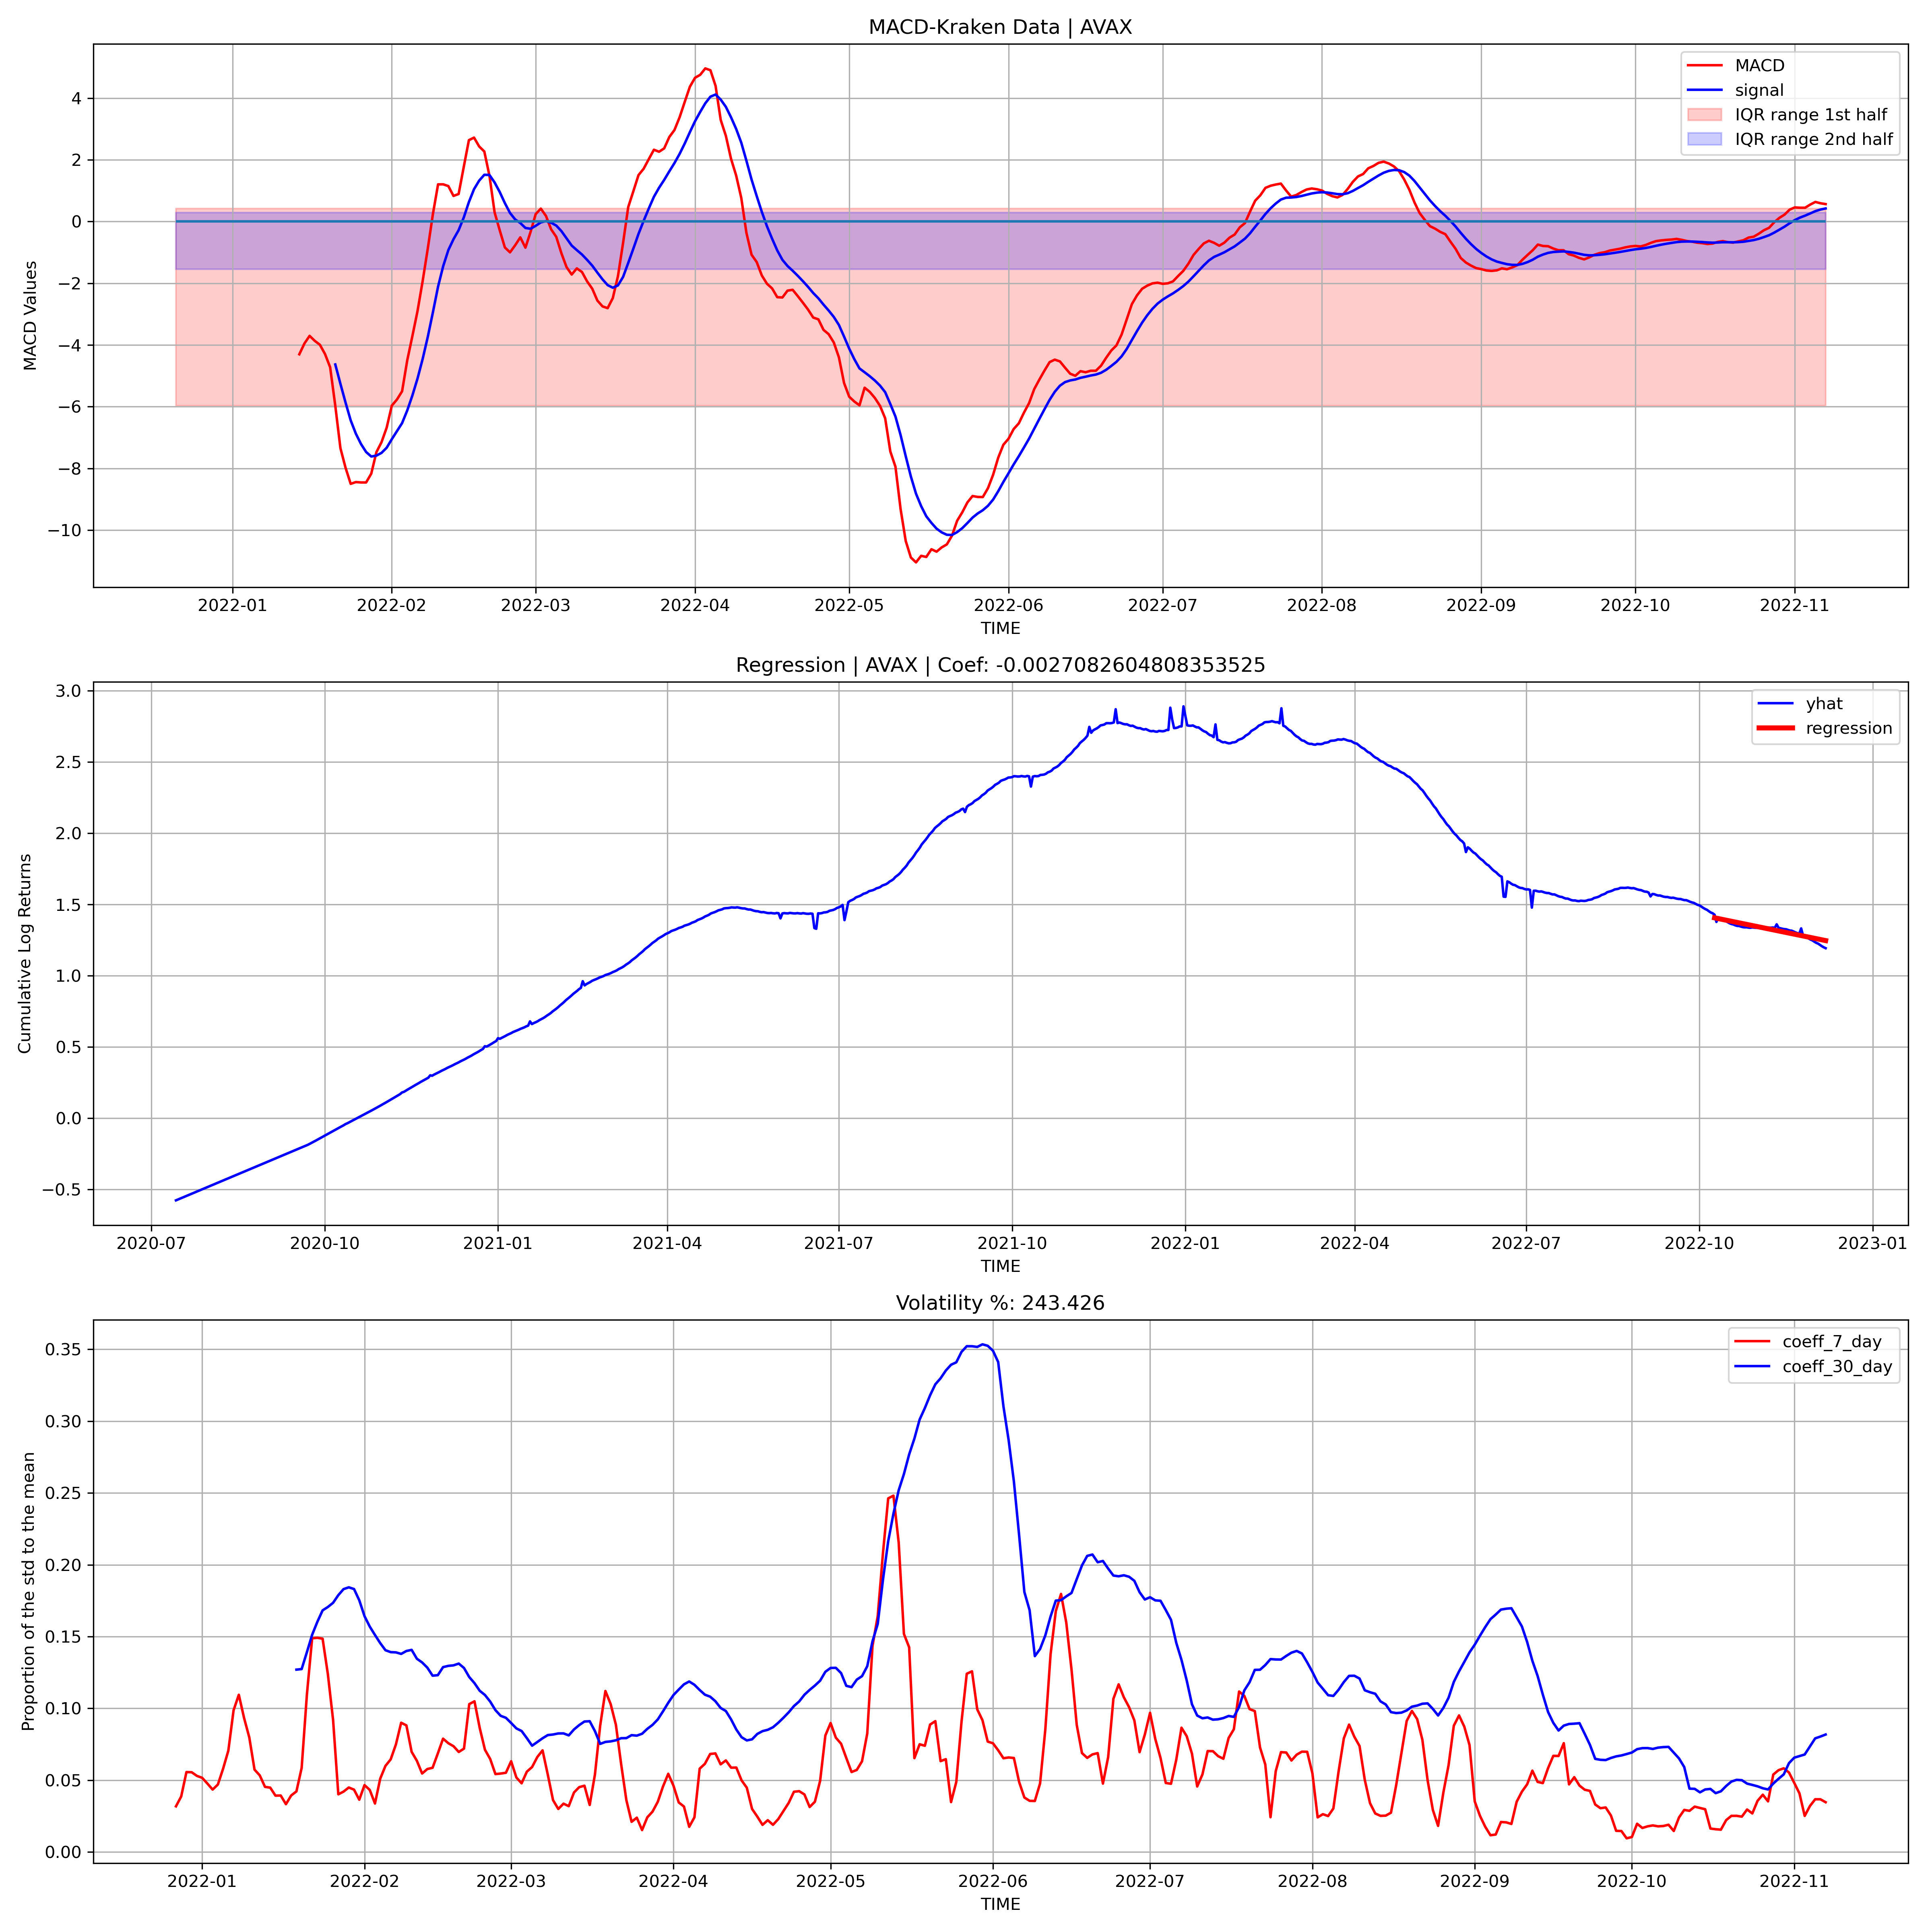 MACD-Kraken Data | AVAX
MACD
signal
IQR range 1st half
IQR range 2nd half
MACD Values
4
2
0
−2
−4
−6
−8
−10
2022-01 2022-02 2022-03 2022-04 2022-05 2022-06 2022-07 2022-08 2022-09 2022-10 2022-11
TIME
Regression | AVAX | Coef: -0.0027082604808353525
yhat
regression
Cumulative Log Returns
3.0
2.5
2.0
1.5
1.0
0.5
0.0
−0.5
2020-07 2020-10 2021-01 2021-04 2021-07 2021-10 2022-01 2022-04 2022-07 2022-10 2023-01
TIME
Volatility %: 243.426
coeff_7_day
coeff_30_day
Proportion of the std to the mean
0.35
0.30
0.25
0.20
0.15
0.10
0.05
0.00
2022-01 2022-02 2022-03 2022-04 2022-05 2022-06 2022-07 2022-08 2022-09 2022-10 2022-11
TIME